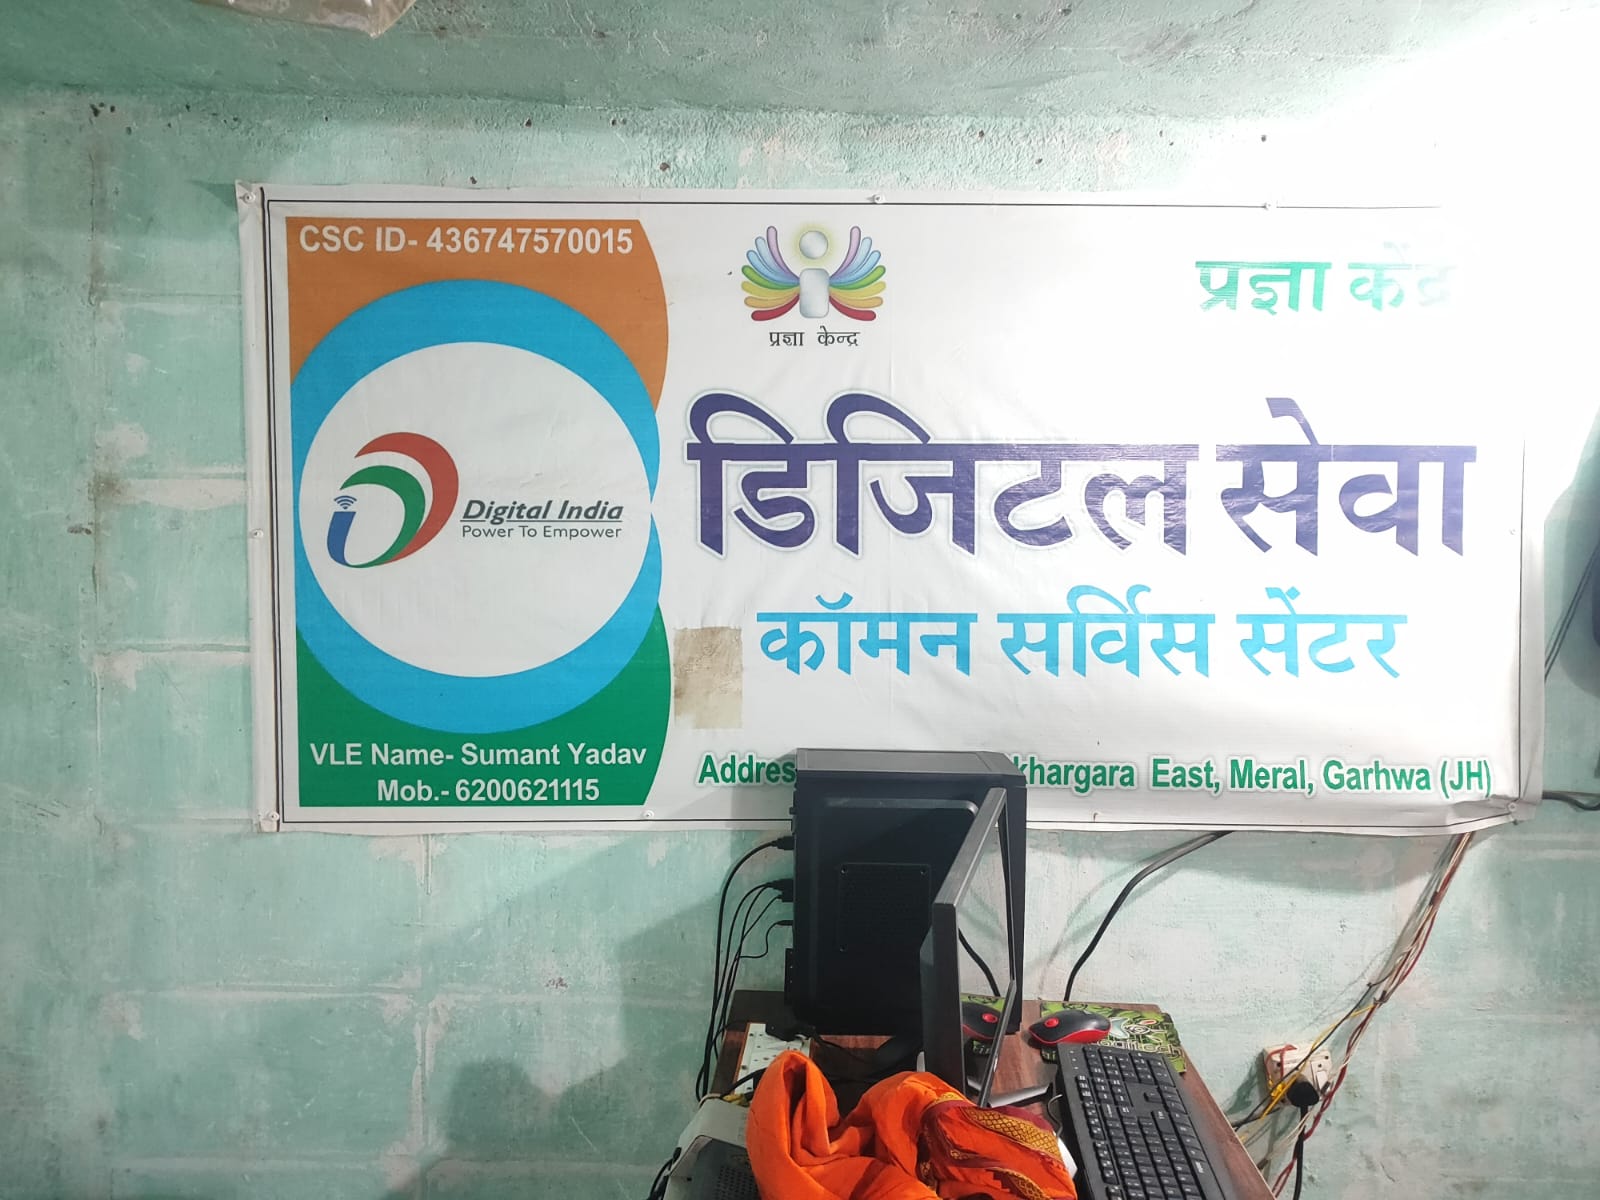 CSC ID- 436747570015
प्रज्ञा केन्द्र
प्रज्ञा केंद्र
डिजिटल सेवा
कॉमन सर्विस सेंटर
Digital India
Power To Empower
VLE Name- Sumant Yadav
Mob.- 6200621115
East, Meral, Garhwa (JH)